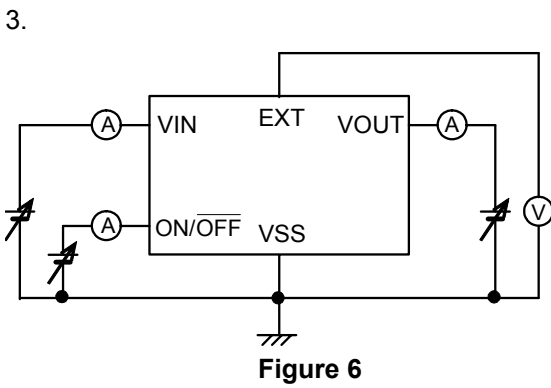 3.
EXT
A VIN VOUT A
V
A ON/OFF VSS
Figure 6